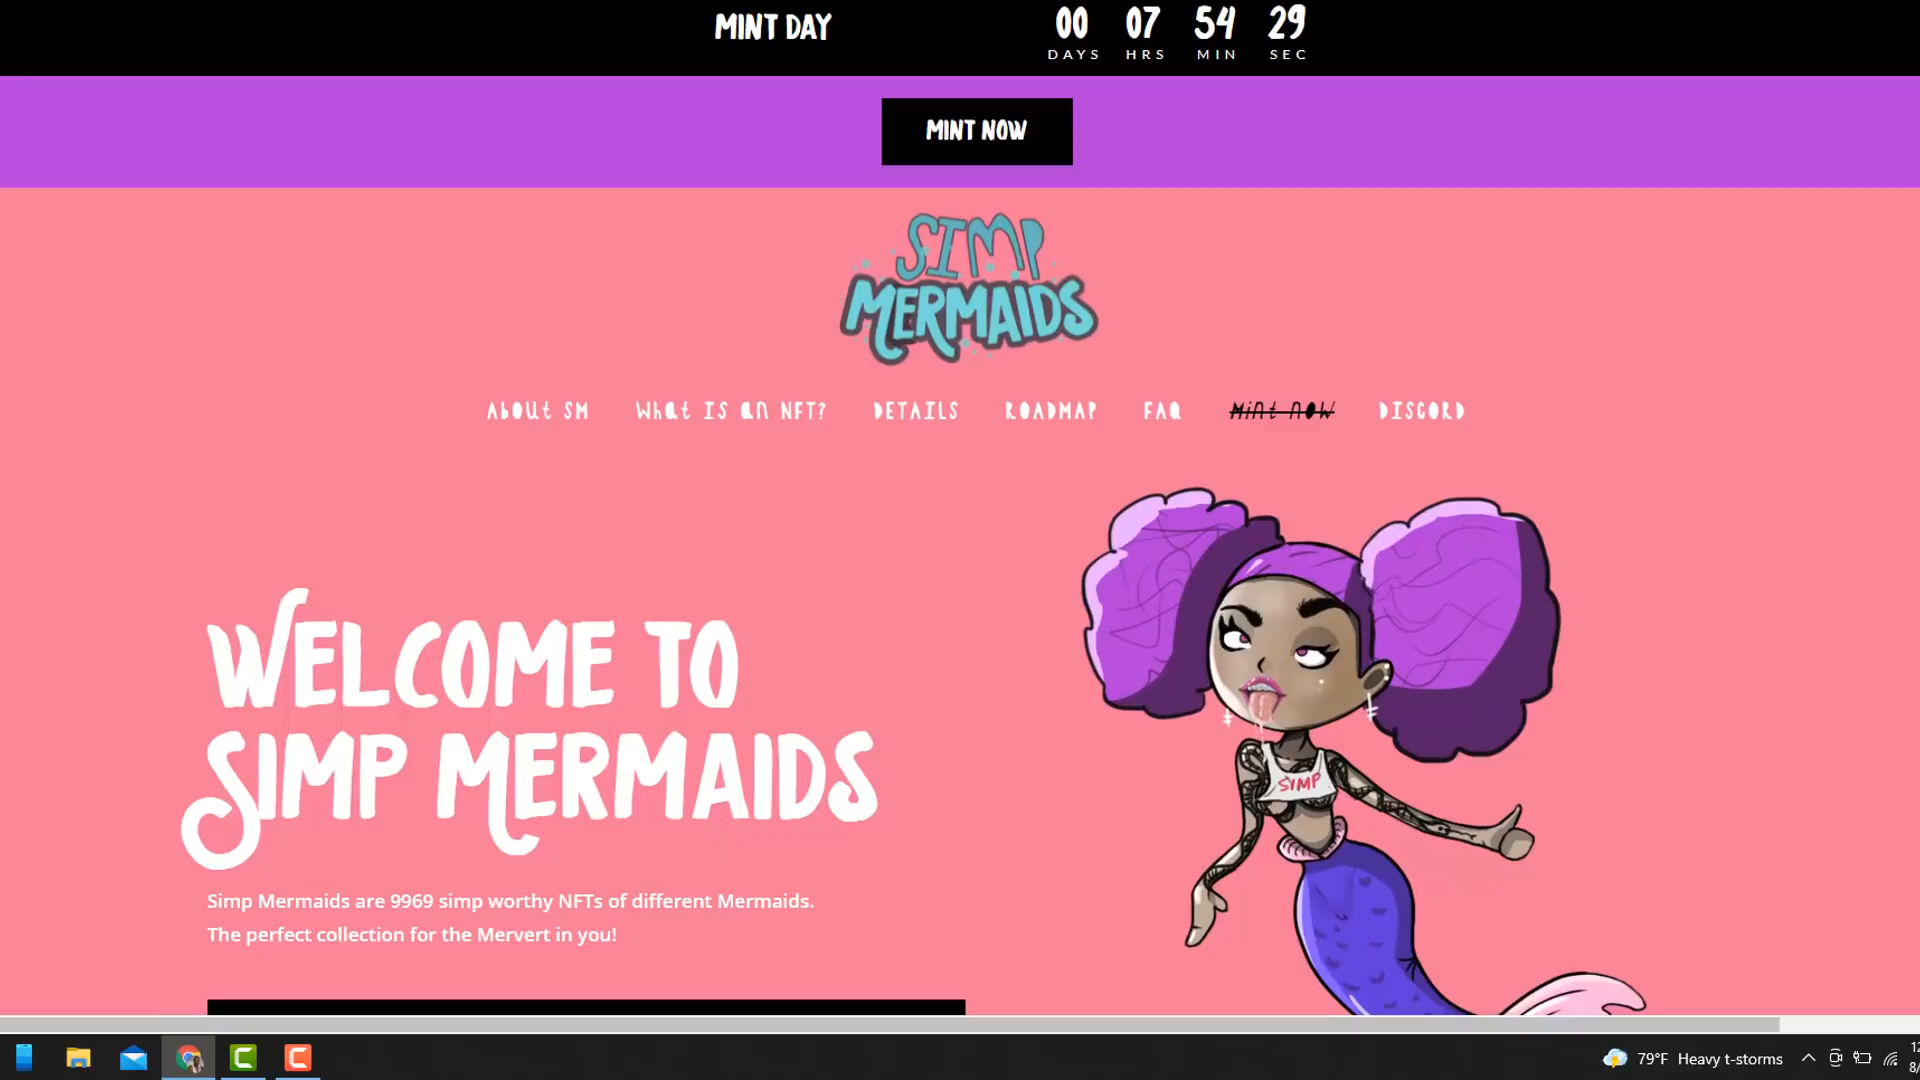 MINT DAY
00 07 54 29
DAYS HRS MIN SEC
MINT NOW
SIMP
MERMAIDS
About SM What IS an NFT? DETAILS ROADMAP FAQ Mint noW DISCORD
WELCOME TO
SIMP MERMAIDS
SIMP
Simp Mermaids are 9969 simp worthy NFTs of different Mermaids.
The perfect collection for the Mervert in you!
79°F Heavy t-storms